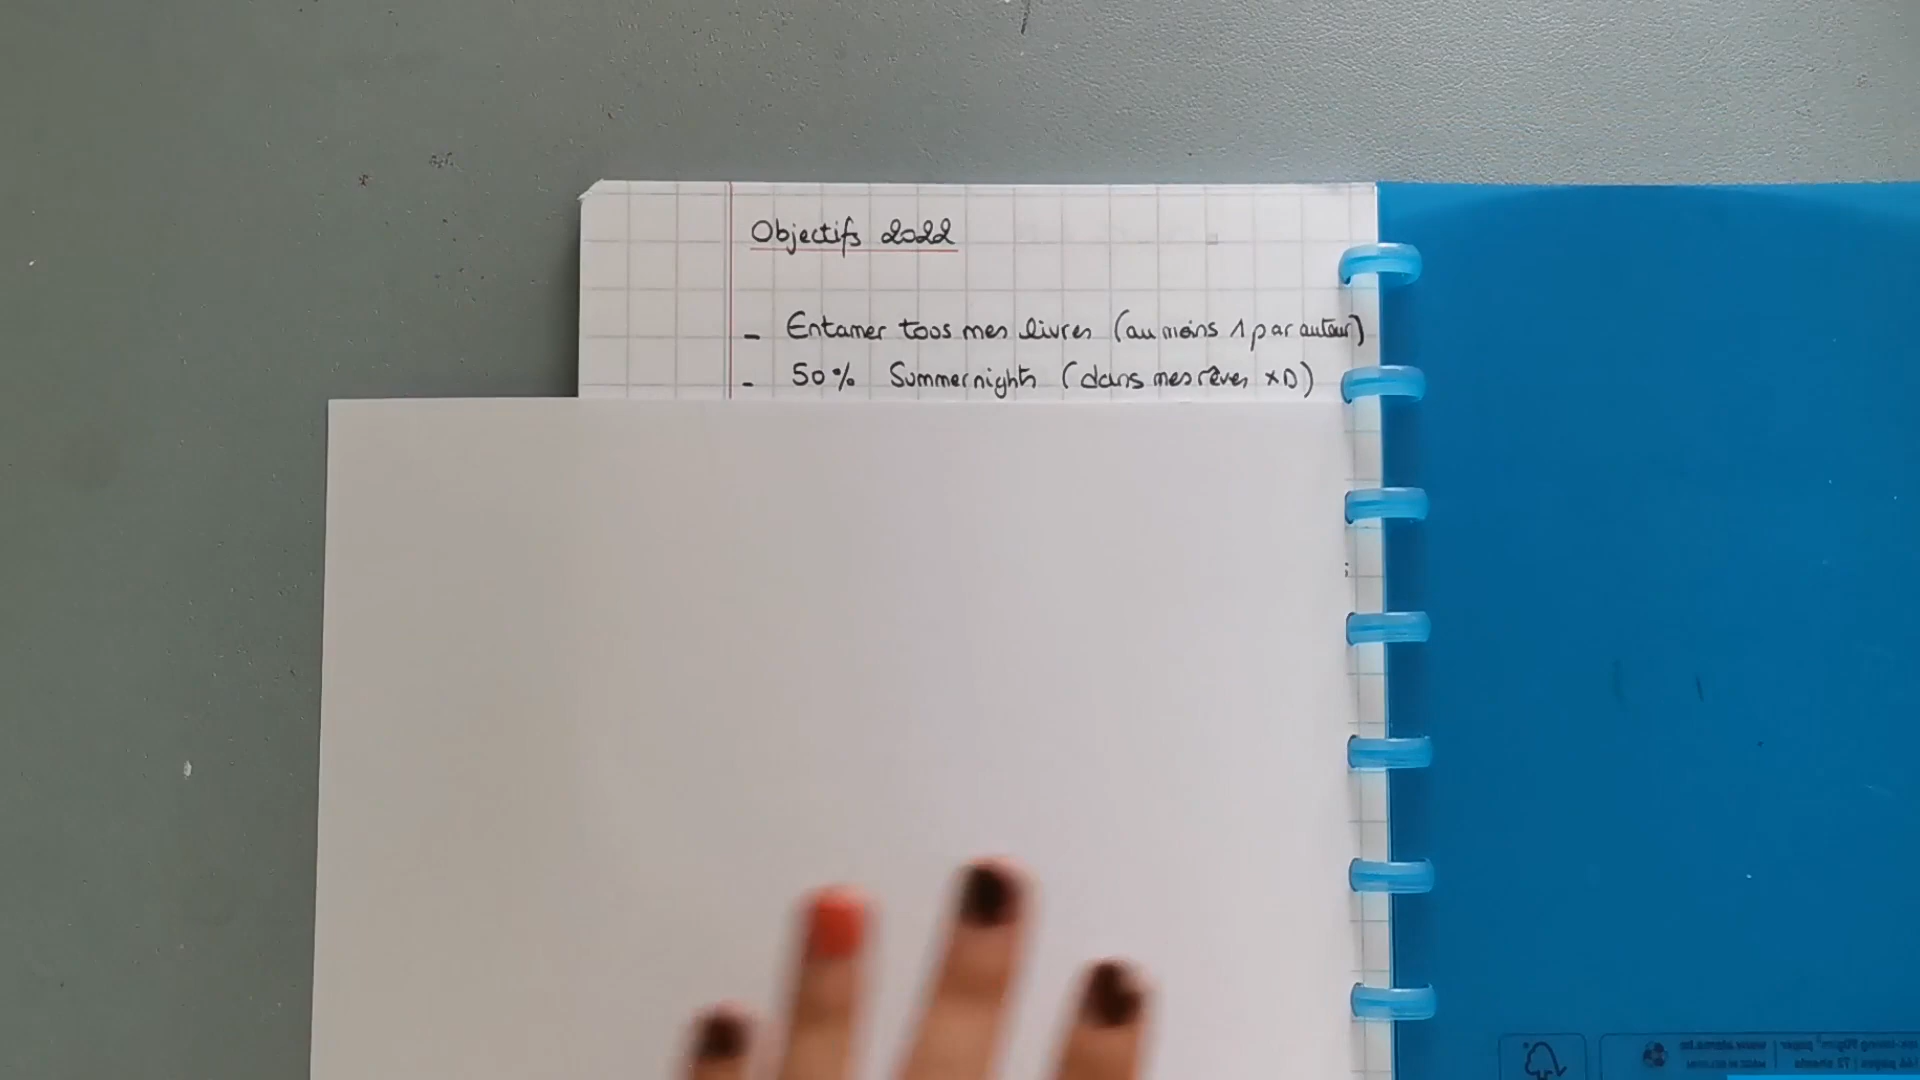 Objectifs 2022
- Entamer tous mes livres (au moins 1 par auteur)
- 50% Summernights (dans mes rêves xD)